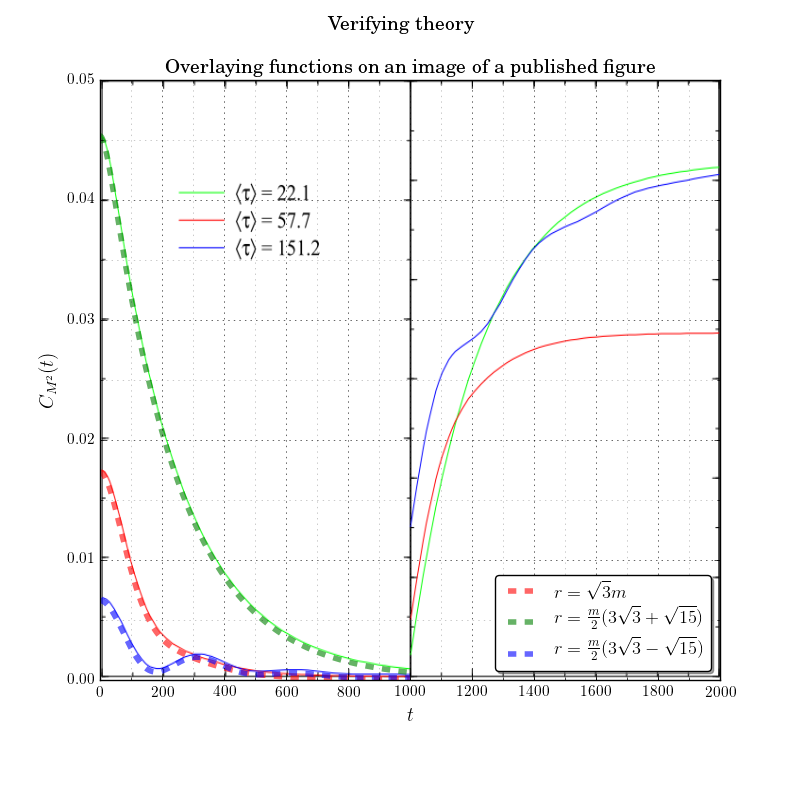 Verifying theory
Overlaying functions on an image of a published figure
0.05
0.04
0.03
0.02
0.01
0.00
C_{M²}(t)
⟨τ⟩ = 22.1
⟨τ⟩ = 57.7
⟨τ⟩ = 151.2
r = √3m
r = m/2(3√3 + √15)
r = m/2(3√3 − √15)
0 200 400 600 800 1000 1200 1400 1600 1800 2000
t